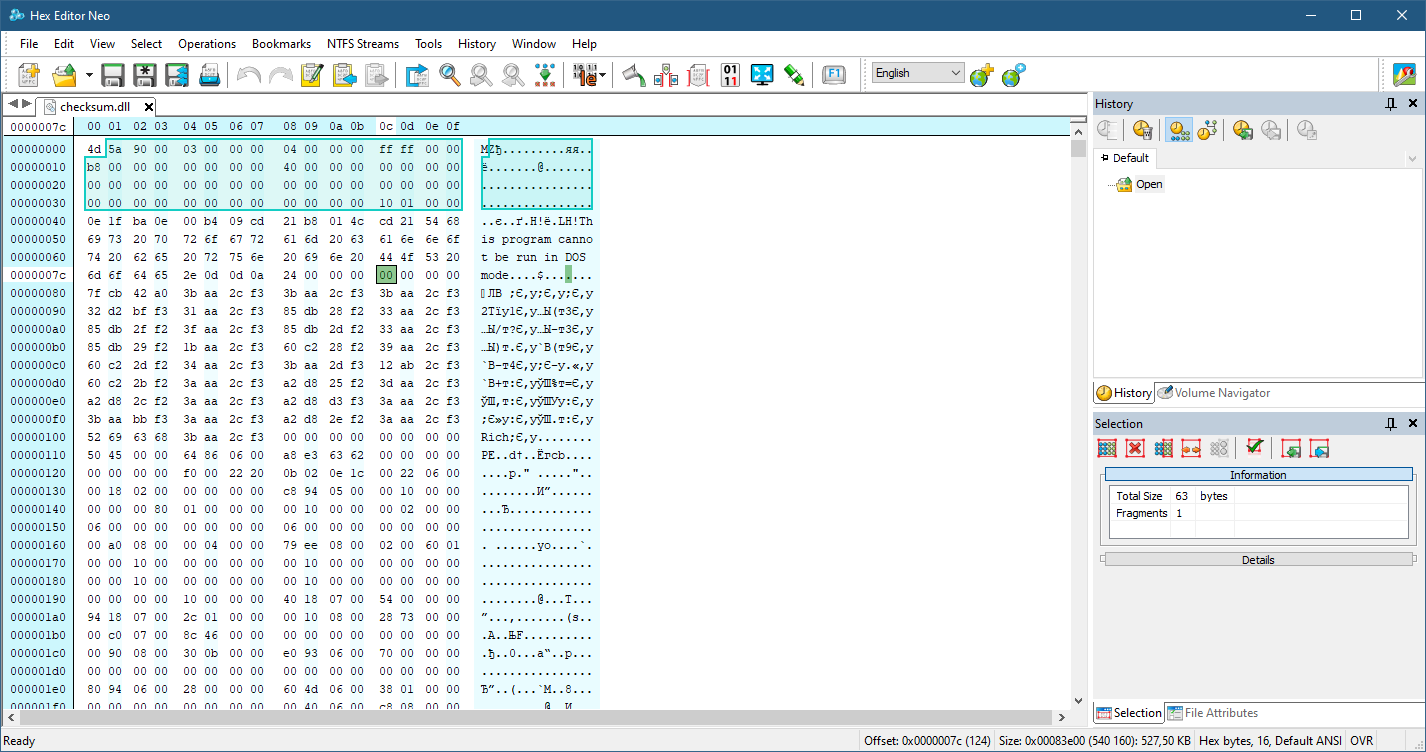 Hex Editor Neo
File Edit View Select Operations Bookmarks NTFS Streams Tools History Window Help
English
checksum.dll
0000007c 00 01 02 03 04 05 06 07 08 09 0a 0b 0c 0d 0e 0f
00000000 4d 5a 90 00 03 00 00 00 04 00 00 00 ff ff 00 00 MZђ.........яя..
00000010 b8 00 00 00 00 00 00 00 40 00 00 00 00 00 00 00 ё.......@.......
00000020 00 00 00 00 00 00 00 00 00 00 00 00 00 00 00 00 ................
00000030 00 00 00 00 00 00 00 00 00 00 00 00 10 01 00 00 ................
00000040 0e 1f ba 0e 00 b4 09 cd 21 b8 01 4c cd 21 54 68 ..є..ґ.Н!ё.LН!Th
00000050 69 73 20 70 72 6f 67 72 61 6d 20 63 61 6e 6e 6f is program canno
00000060 74 20 62 65 20 72 75 6e 20 69 6e 20 44 4f 53 20 t be run in DOS
0000007c 6d 6f 64 65 2e 0d 0d 0a 24 00 00 00 00 00 00 00 mode....$.......
00000080 7f cb 42 a0 3b aa 2c f3 3b aa 2c f3 3b aa 2c f3 ЛB ;Є,у;Є,у;Є,у
00000090 32 d2 bf f3 31 aa 2c f3 85 db 28 f2 33 aa 2c f3 2Тїу1Є,у…Ы(т3Є,у
000000a0 85 db 2f f2 3f aa 2c f3 85 db 2d f2 33 aa 2c f3 …Ы/т?Є,у…Ы-т3Є,у
000000b0 85 db 29 f2 1b aa 2c f3 60 c2 28 f2 39 aa 2c f3 …Ы)т.Є,у`В(т9Є,у
000000c0 60 c2 2d f2 34 aa 2c f3 3b aa 2d f3 12 ab 2c f3 `В-т4Є,у;Є-у.«,у
000000d0 60 c2 2b f2 3a aa 2c f3 a2 d8 25 f2 3d aa 2c f3 `В+т:Є,уўШ%т=Є,у
000000e0 a2 d8 2c f2 3a aa 2c f3 a2 d8 d3 f3 3a aa 2c f3 ўШ,т:Є,уўШУу:Є,у
000000f0 3b aa bb f3 3a aa 2c f3 a2 d8 2e f2 3a aa 2c f3 ;Є»у:Є,уўШ.т:Є,у
00000100 52 69 63 68 3b aa 2c f3 00 00 00 00 00 00 00 00 Rich;Є,у........
00000110 50 45 00 00 64 86 06 00 a8 e3 63 62 00 00 00 00 PE..d†..Ёгcb....
00000120 00 00 00 00 f0 00 22 20 0b 02 0e 1c 00 22 06 00 ....р." ....."..
00000130 00 18 02 00 00 00 00 00 c8 94 05 00 00 10 00 00 ........И”......
00000140 00 00 00 80 01 00 00 00 00 10 00 00 00 02 00 00 ...Ђ............
00000150 06 00 00 00 00 00 00 00 06 00 00 00 00 00 00 00 ................
00000160 00 a0 08 00 00 04 00 00 79 ee 08 00 02 00 60 01 . ......yо....`.
00000170 00 00 10 00 00 00 00 00 00 10 00 00 00 00 00 00 ................
00000180 00 00 10 00 00 00 00 00 00 10 00 00 00 00 00 00 ................
00000190 00 00 00 00 10 00 00 00 40 18 07 00 54 00 00 00 ........@...T...
000001a0 94 18 07 00 2c 01 00 00 00 10 08 00 28 73 00 00 ”...,.......(s..
000001b0 00 c0 07 00 8c 46 00 00 00 00 00 00 00 00 00 00 .А..ЊF..........
000001c0 00 90 08 00 30 0b 00 00 e0 93 06 00 70 00 00 00 .ђ..0...а“..p...
000001d0 00 00 00 00 00 00 00 00 00 00 00 00 00 00 00 00 ................
000001e0 80 94 06 00 28 00 00 00 60 4d 06 00 38 01 00 00 Ђ”..(...`M..8...
000001f0 00 00 00 00 00 00 00 00 00 40 06 00 c8 08 00 00 .........@..И...
History
Default
Open
History Volume Navigator
Selection
Information
Total Size 63 bytes
Fragments 1
Details
Selection File Attributes
Ready Offset: 0x0000007c (124) Size: 0x00083e00 (540 160): 527,50 KB Hex bytes, 16, Default ANSI OVR